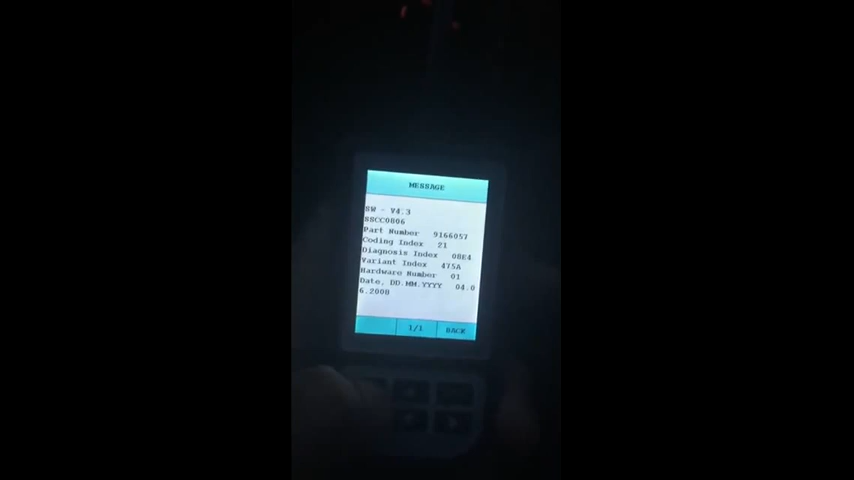 MESSAGE
SW - V4.3
SSCC0806
Part Number 9166057
Coding Index 21
Diagnosis Index 08E4
Variant Index 475A
Hardware Number 01
Date, DD.MM.YYYY 04.0
6.2008
1/1 BACK